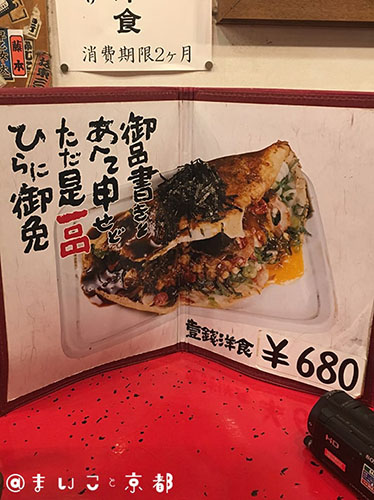 食
消費期限2ヶ月
御品書きと
あへて申せど
ただ是一品
ひらに御免
壹銭洋食 ¥680
HD
@まいこと京都